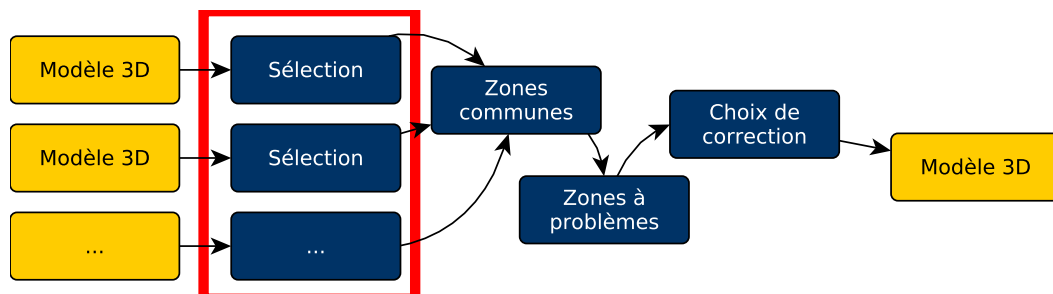 Modèle 3D
Sélection
Modèle 3D
Sélection
...
...
Zones
communes
Zones à
problèmes
Choix de
correction
Modèle 3D